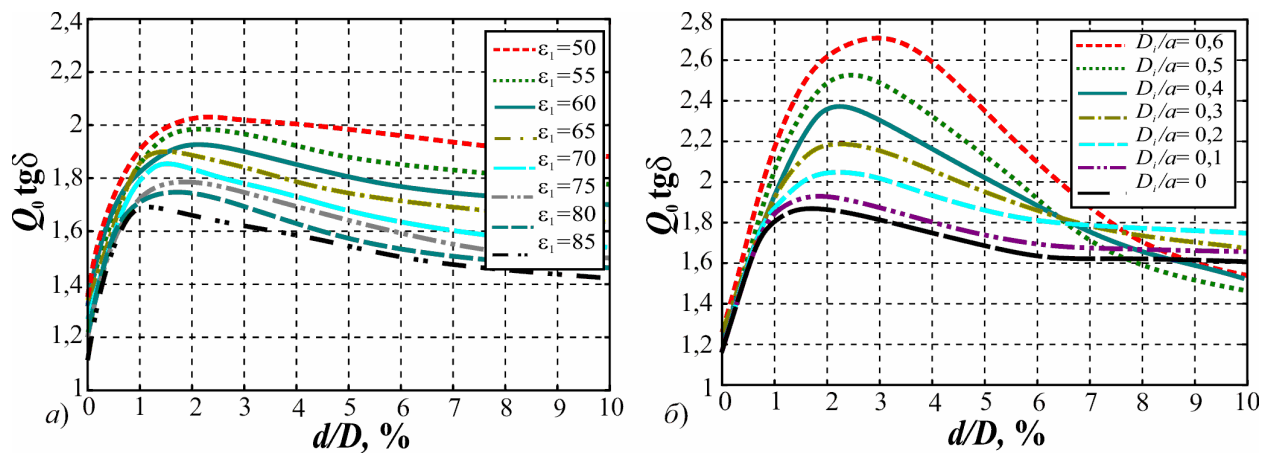 Q₀ tgδ
2,4
2,2
2
1,8
1,6
1,4
1,2
1
0 1 2 3 4 5 6 7 8 9 10
d/D, %
а)
ε₁=50
ε₁=55
ε₁=60
ε₁=65
ε₁=70
ε₁=75
ε₁=80
ε₁=85
Q₀ tgδ
2,8
2,6
2,4
2.2
2
1.8
1.6
1.4
1,2
1
0 1 2 3 4 5 6 7 8 9 10
d/D, %
б)
Dᵢ/a= 0,6
Dᵢ/a= 0,5
Dᵢ/a= 0,4
Dᵢ/a= 0,3
Dᵢ/a= 0,2
Dᵢ/a= 0,1
Dᵢ/a= 0